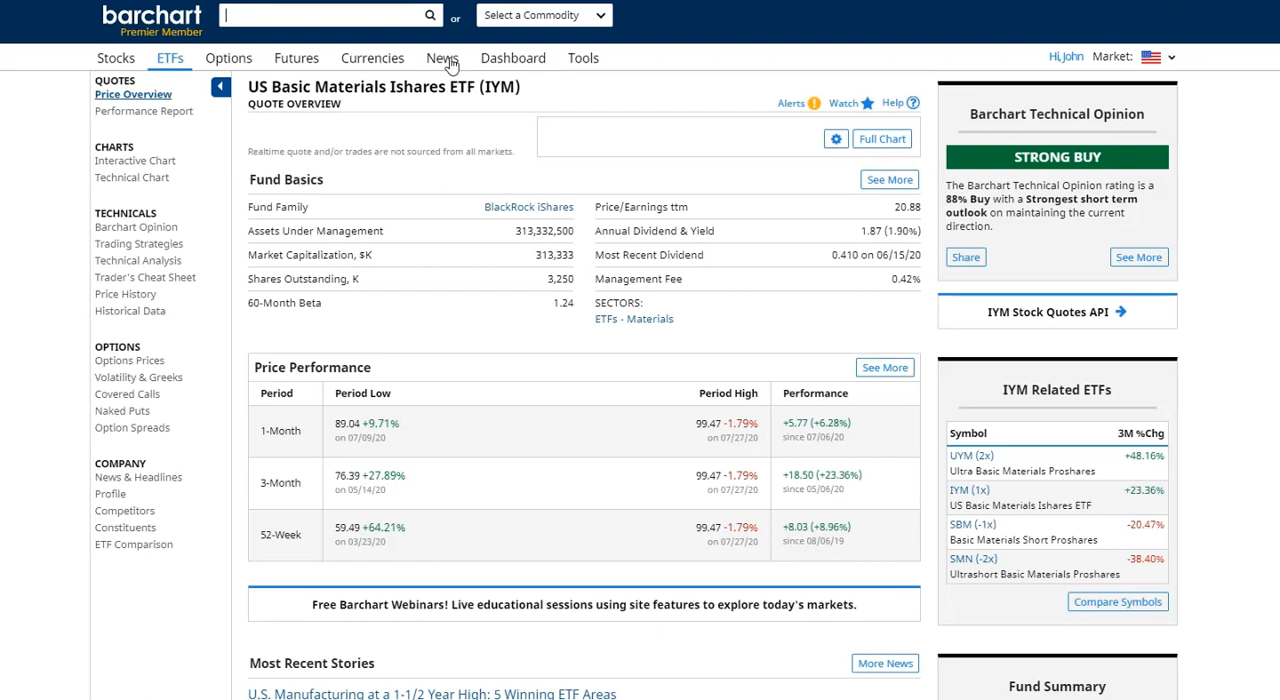 barchart
Premier Member
or
Select a Commodity
Stocks ETFs Options Futures Currencies News Dashboard Tools
Hi, John Market:
QUOTES
Price Overview
Performance Report
CHARTS
Interactive Chart
Technical Chart
TECHNICALS
Barchart Opinion
Trading Strategies
Technical Analysis
Trader's Cheat Sheet
Price History
Historical Data
OPTIONS
Options Prices
Volatility & Greeks
Covered Calls
Naked Puts
Option Spreads
COMPANY
News & Headlines
Profile
Competitors
Constituents
ETF Comparison
US Basic Materials Ishares ETF (IYM)
QUOTE OVERVIEW
Alerts Watch Help
Full Chart
Realtime quote and/or trades are not sourced from all markets.
Fund Basics
See More
Fund Family BlackRock iShares Price/Earnings ttm 20.88
Assets Under Management 313,332,500 Annual Dividend & Yield 1.87 (1.90%)
Market Capitalization, $K 313,333 Most Recent Dividend 0.410 on 06/15/20
Shares Outstanding, K 3,250 Management Fee 0.42%
60-Month Beta 1.24 SECTORS:
ETFs - Materials
Price Performance See More
Period Period Low Period High Performance
1-Month 89.04 +9.71% 99.47 -1.79% +5.77 (+6.28%)
on 07/09/20 on 07/27/20 since 07/06/20
3-Month 76.39 +27.89% 99.47 -1.79% +18.50 (+23.36%)
on 05/14/20 on 07/27/20 since 05/06/20
52-Week 59.49 +64.21% 99.47 -1.79% +8.03 (+8.96%)
on 03/23/20 on 07/27/20 since 08/06/19
Free Barchart Webinars! Live educational sessions using site features to explore today's markets.
Most Recent Stories More News
U.S. Manufacturing at a 1-1/2 Year High: 5 Winning ETF Areas
Barchart Technical Opinion
STRONG BUY
The Barchart Technical Opinion rating is a
88% Buy with a Strongest short term
outlook on maintaining the current
direction.
Share See More
IYM Stock Quotes API
IYM Related ETFs
Symbol 3M %Chg
UYM (2x) +48.16%
Ultra Basic Materials Proshares
IYM (1x) +23.36%
US Basic Materials Ishares ETF
SBM (-1x) -20.47%
Basic Materials Short Proshares
SMN (-2x) -38.40%
Ultrashort Basic Materials Proshares
Compare Symbols
Fund Summary